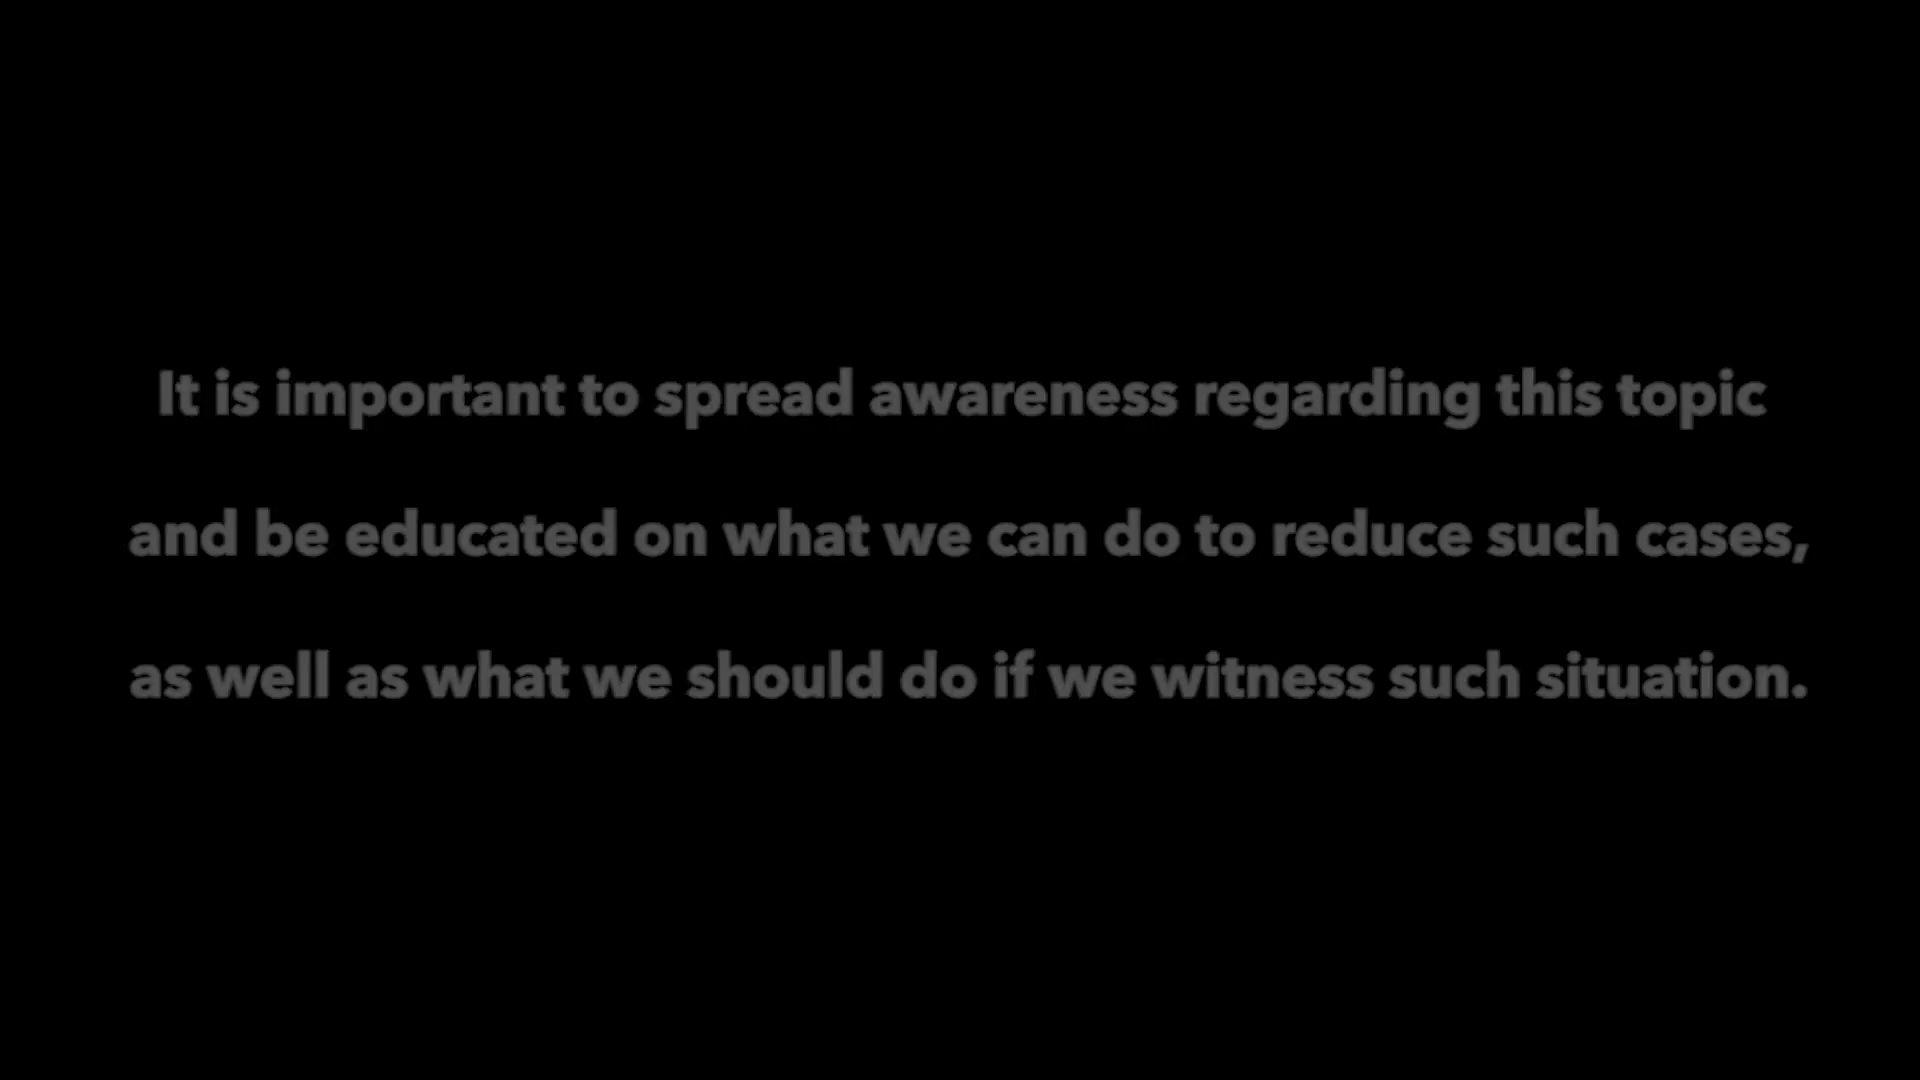 It is important to spread awareness regarding this topic
and be educated on what we can do to reduce such cases,
as well as what we should do if we witness such situation.